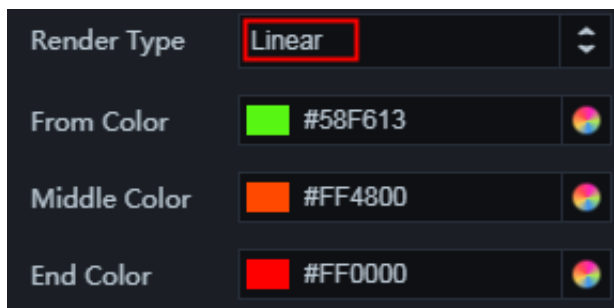 Render Type Linear
From Color #58F613
Middle Color #FF4800
End Color #FF0000